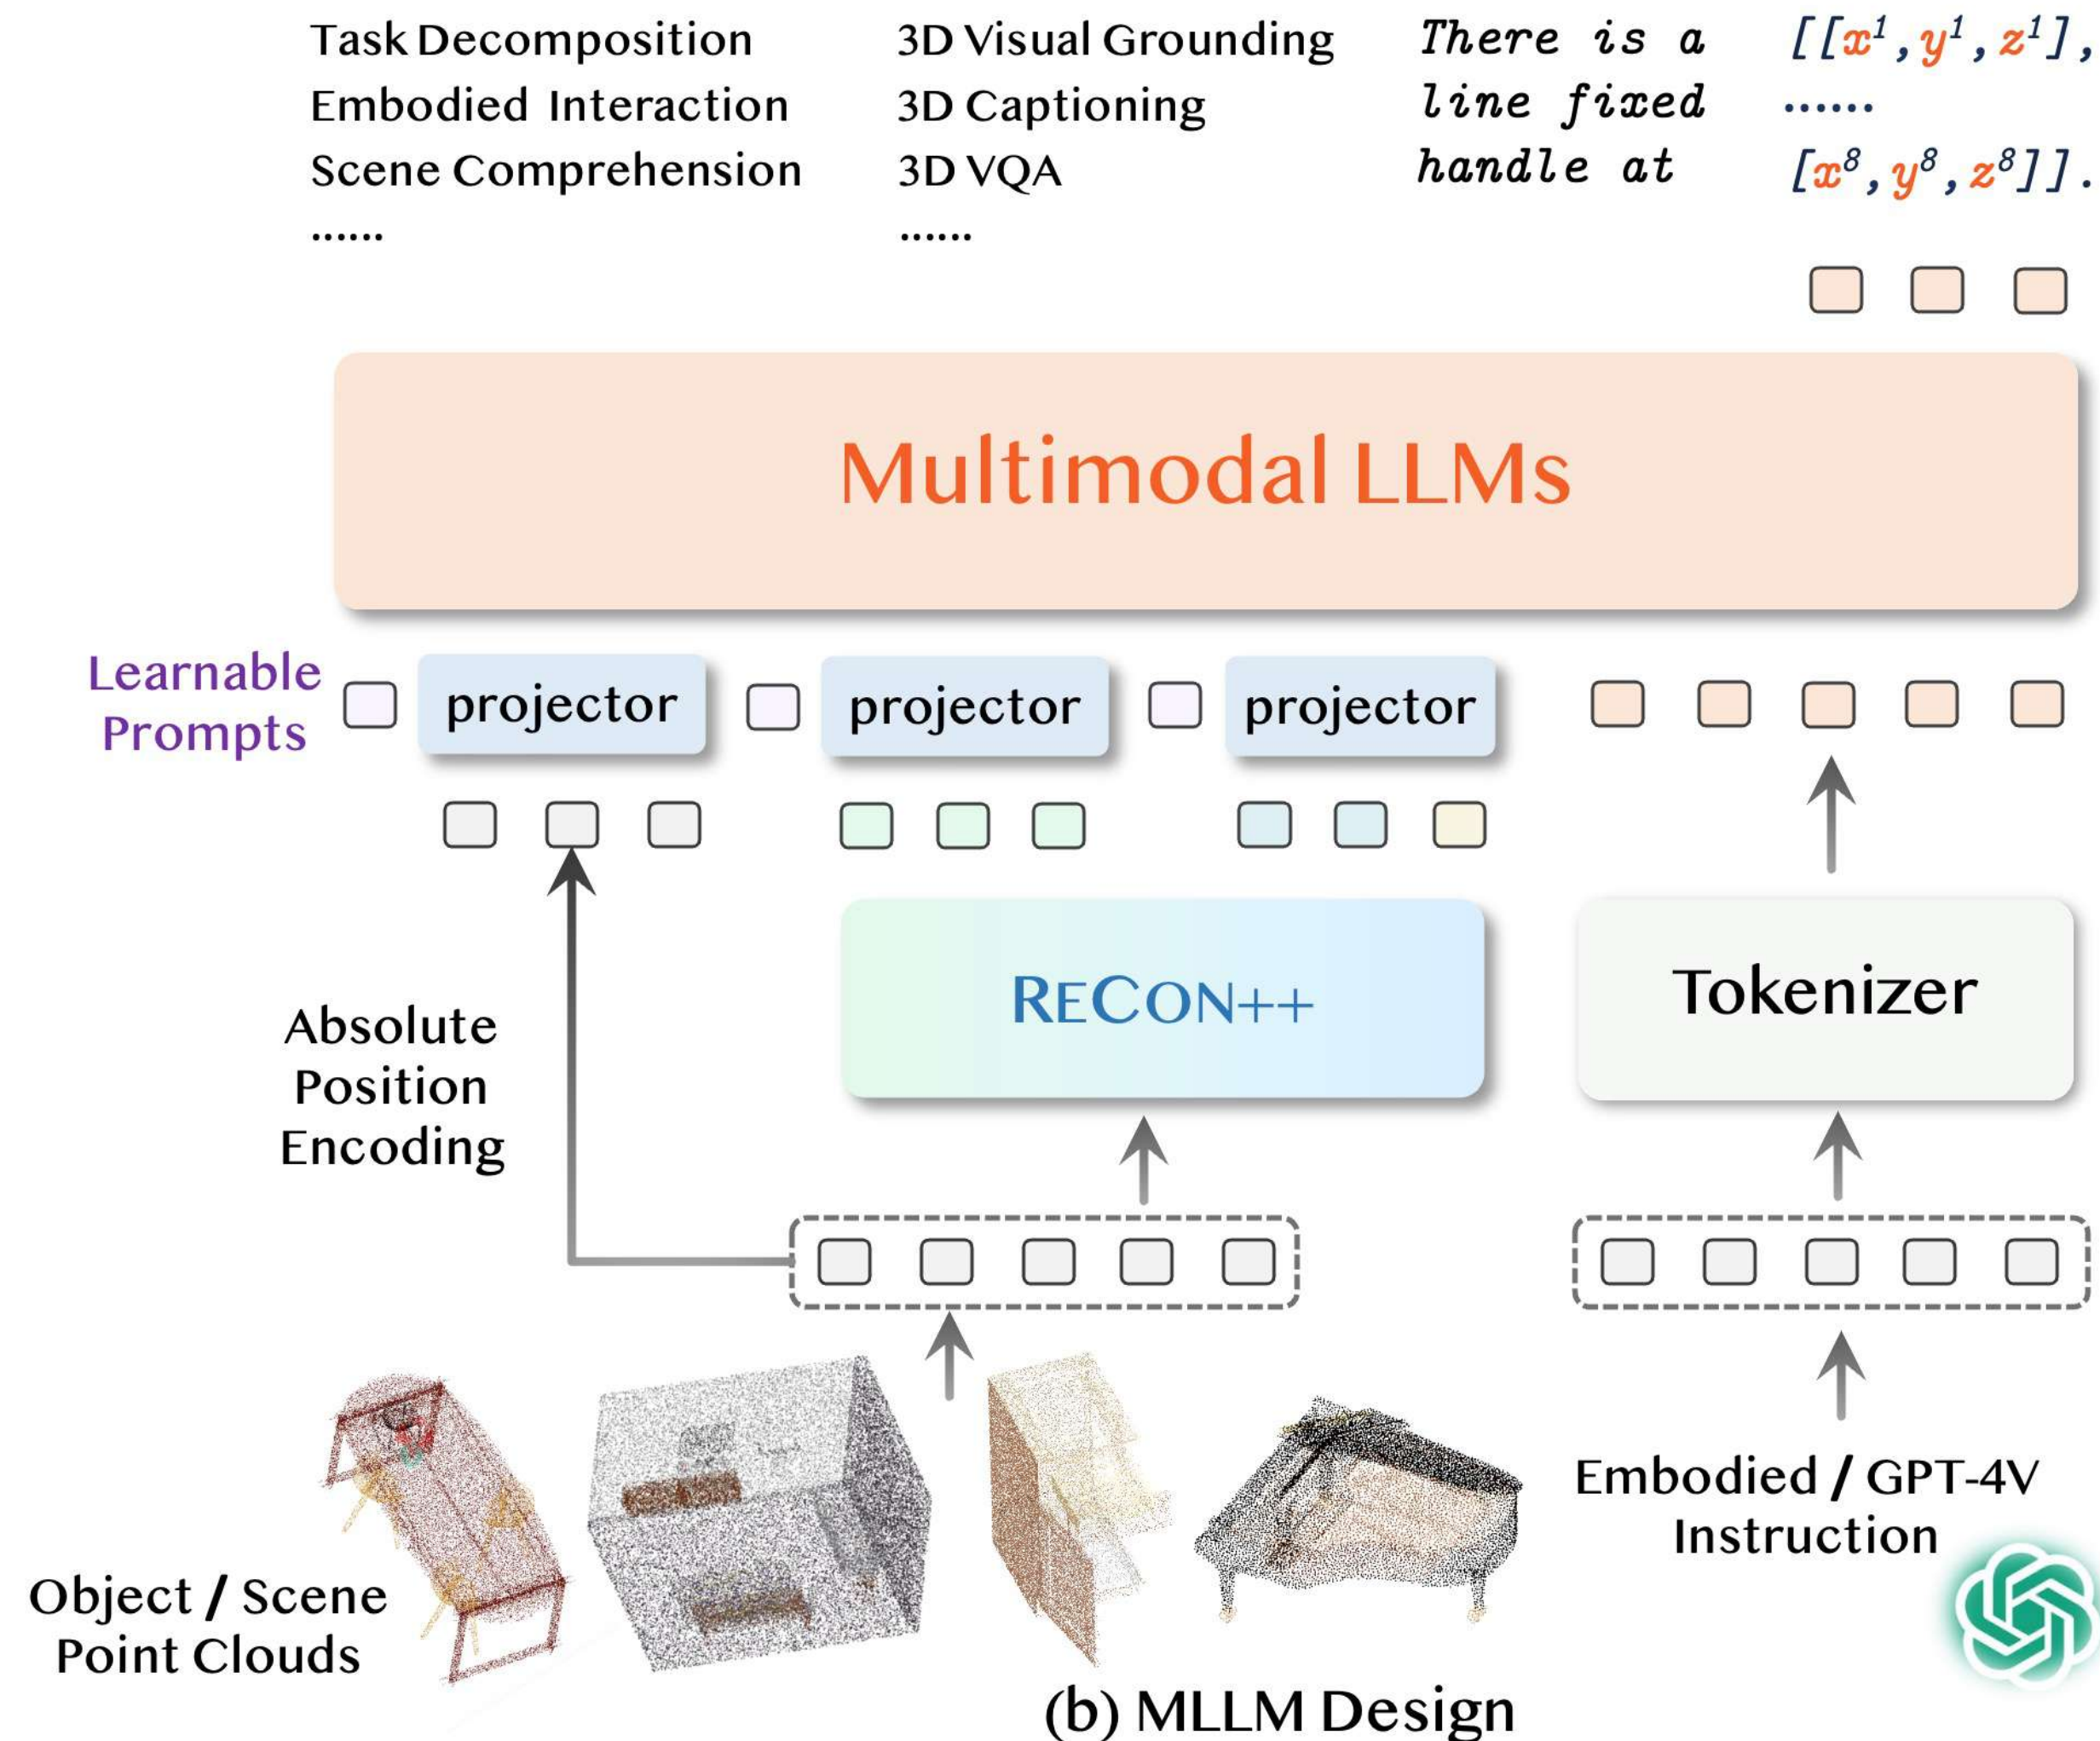 Task Decomposition
Embodied Interaction
Scene Comprehension
......
3D Visual Grounding
3D Captioning
3D VQA
......
There is a
line fixed
handle at
[[x¹,y¹,z¹],
......
[x⁸,y⁸,z⁸]].
Multimodal LLMs
Learnable
Prompts
projector
projector
projector
Absolute
Position
Encoding
RECON++
Tokenizer
Object / Scene
Point Clouds
Embodied / GPT-4V
Instruction
(b) MLLM Design